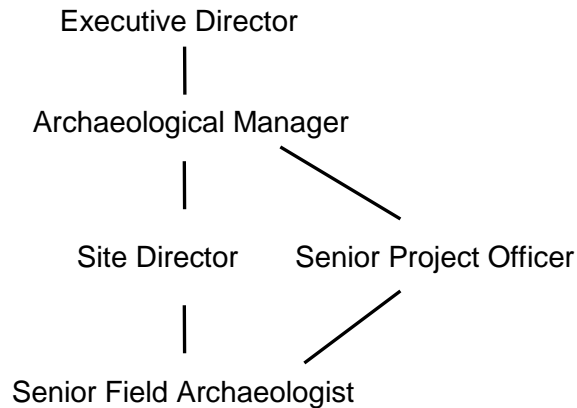 Executive Director
Archaeological Manager
Site Director
Senior Project Officer
Senior Field Archaeologist